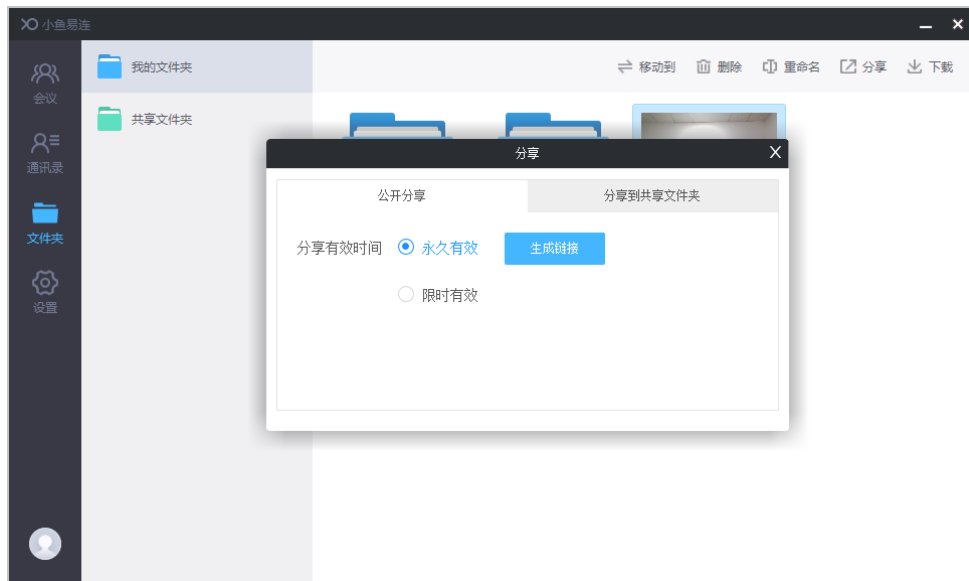 小鱼易连
会议
通讯录
文件夹
设置
我的文件夹
共享文件夹
移动到 删除 重命名 分享 下载
分享 X
公开分享 分享到共享文件夹
分享有效时间 永久有效 生成链接
限时有效